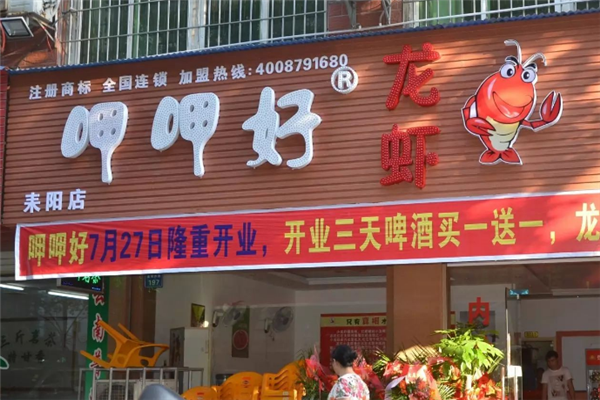 注册商标 全国连锁 加盟热线:4008791680
呷呷好®
龙虾
耒阳店
呷呷好7月27日隆重开业，开业三天啤酒买一送一，龙
197
内